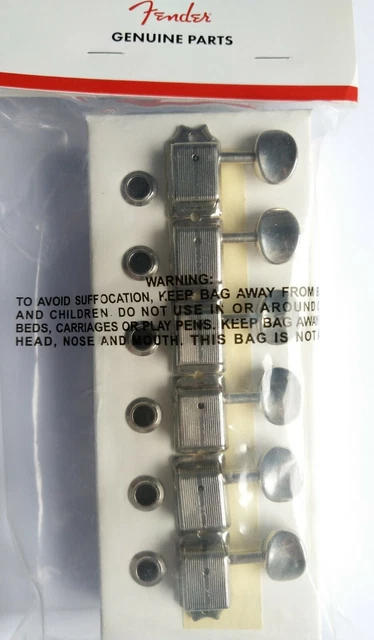 Fender
GENUINE PARTS
WARNING:
TO AVOID SUFFOCATION, KEEP BAG AWAY FROM
AND CHILDREN. DO NOT USE IN OR AROUND
BEDS, CARRIAGES OR PLAY PENS. KEEP BAG AWAY
HEAD, NOSE AND MOUTH. THIS BAG IS NOT